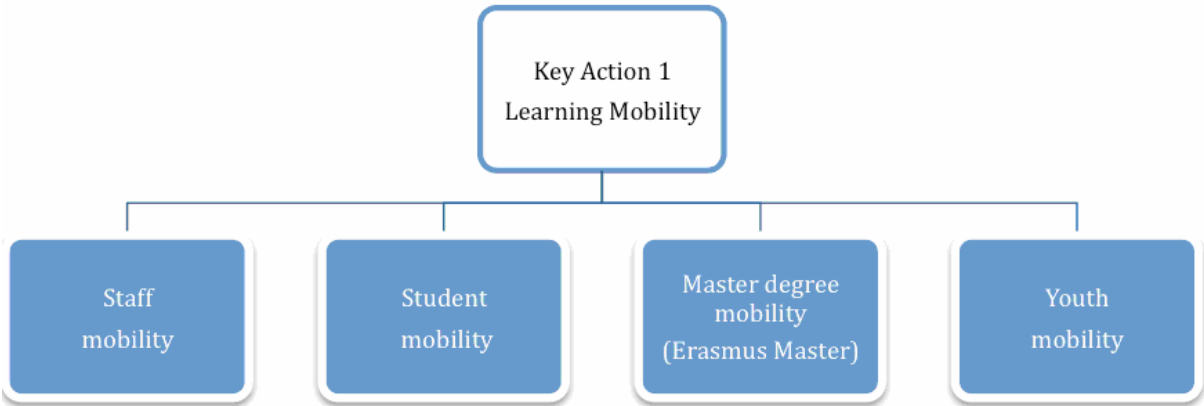 Key Action 1
Learning Mobility
Staff
mobility
Student
mobility
Master degree
mobility
(Erasmus Master)
Youth
mobility